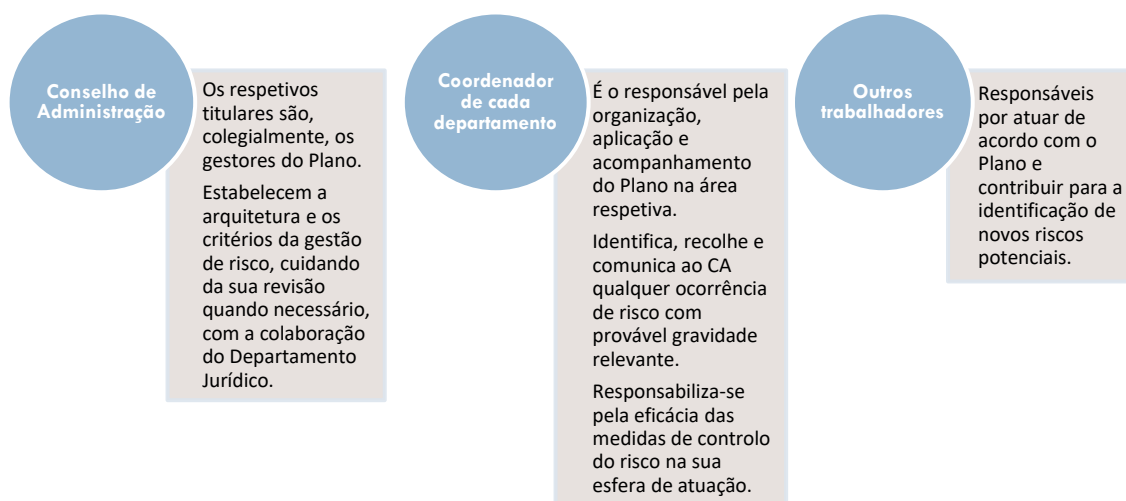 Conselho de
Administração
Os respetivos
titulares são,
colegialmente, os
gestores do Plano.
Estabelecem a
arquitetura e os
critérios da gestão
de risco, cuidando
da sua revisão
quando necessário,
com a colaboração
do Departamento
Jurídico.
Coordenador
de cada
departamento
É o responsável pela
organização,
aplicação e
acompanhamento
do Plano na área
respetiva.
Identifica, recolhe e
comunica ao CA
qualquer ocorrência
de risco com
provável gravidade
relevante.
Responsabiliza-se
pela eficácia das
medidas de controlo
do risco na sua
esfera de atuação.
Outros
trabalhadores
Responsáveis
por atuar de
acordo com o
Plano e
contribuir para a
identificação de
novos riscos
potenciais.